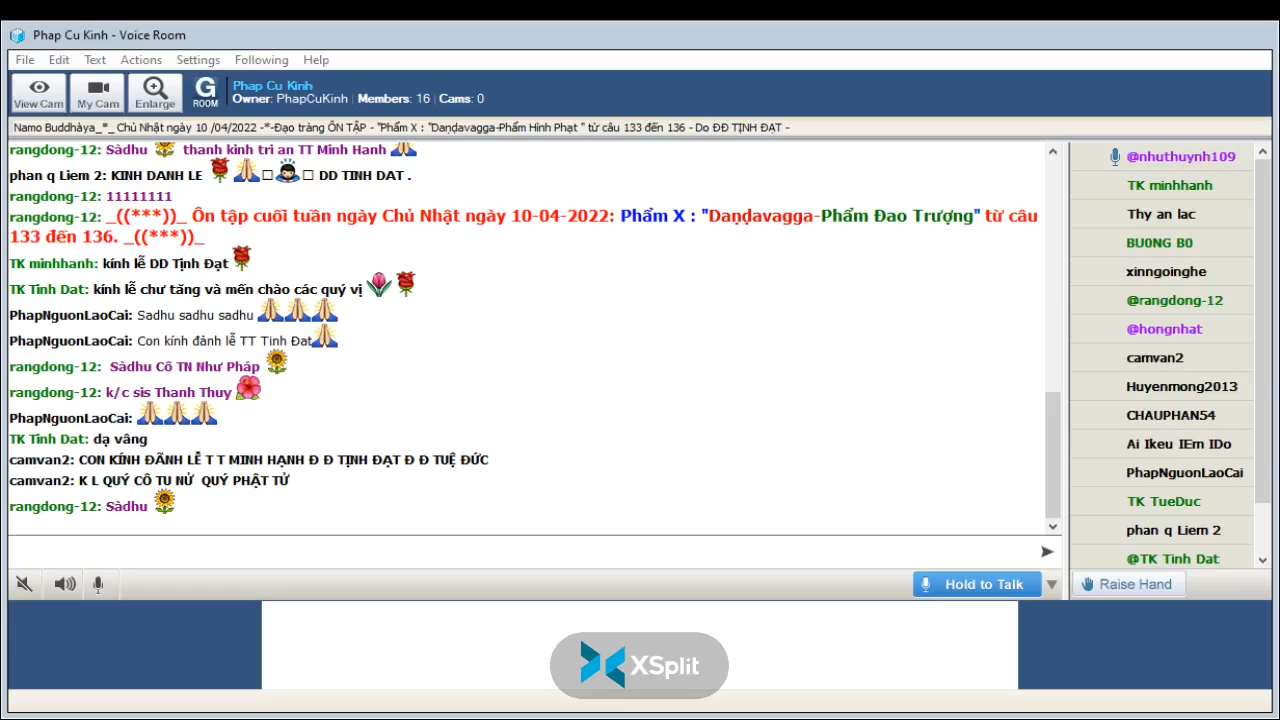 Phap Cu Kinh - Voice Room
File Edit Text Actions Settings Following Help
View Cam My Cam Enlarge G ROOM
Phap Cu Kinh
Owner: PhapCuKinh | Members: 16 | Cams: 0
Namo Buddhàya_*_ Chủ Nhật ngày 10 /04/2022 -*-Đạo tràng ÔN TẬP - "Phẩm X : "Daṇḍavagga-Phẩm Hình Phạt " từ câu 133 đến 136 - Do ĐĐ TỊNH ĐẠT -
rangdong-12: Sàdhu thanh kinh tri an TT Minh Hanh
phan q Liem 2: KINH DANH LE DD TINH DAT .
rangdong-12: 11111111
rangdong-12: _((***))_ Ôn tập cuối tuần ngày Chủ Nhật ngày 10-04-2022: Phẩm X : "Daṇḍavagga-Phẩm Đao Trượng" từ câu
133 đến 136. _((***))_
TK minhhanh: kính lễ DD Tịnh Đạt
TK Tinh Dat: kính lễ chư tăng và mến chào các quý vị
PhapNguonLaoCai: Sadhu sadhu sadhu
PhapNguonLaoCai: Con kính đảnh lễ TT Tinh Đat
rangdong-12: Sàdhu Cô TN Như Pháp
rangdong-12: k/c sis Thanh Thuy
PhapNguonLaoCai:
TK Tinh Dat: dạ vâng
camvan2: CON KÍNH ĐÃNH LỄ T T MINH HẠNH Đ Đ TỊNH ĐẠT Đ Đ TUỆ ĐỨC
camvan2: K L QUÝ CÔ TU NỬ QUÝ PHẬT TỬ
rangdong-12: Sàdhu
@nhuthuynh109
TK minhhanh
Thy an lac
BU0NG B0
xinngoinghe
@rangdong-12
@hongnhat
camvan2
Huyenmong2013
CHAUPHAN54
Ai Ikeu IEm IDo
PhapNguonLaoCai
TK TueDuc
phan q Liem 2
@TK Tinh Dat
Hold to Talk
Raise Hand
XSplit